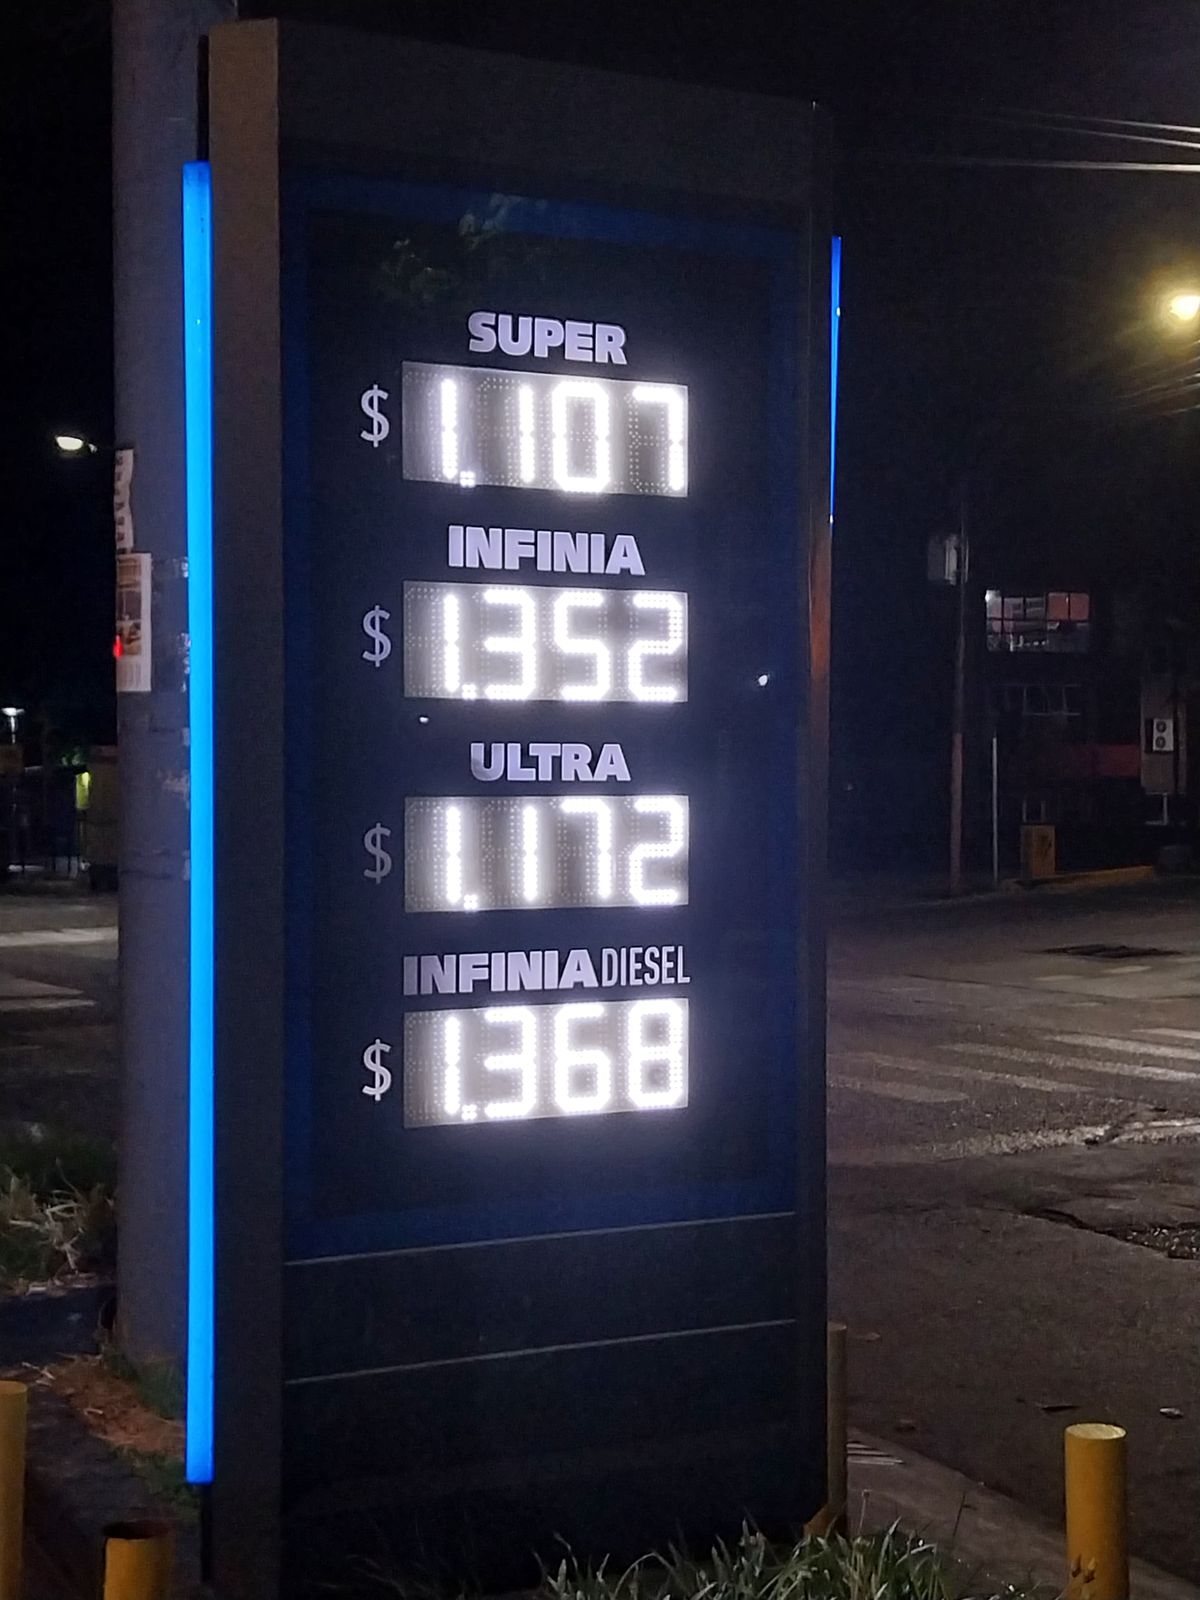 SUPER
$ 1.107
INFINIA
$ 1.352
ULTRA
$ 1.172
INFINIA DIESEL
$ 1.368